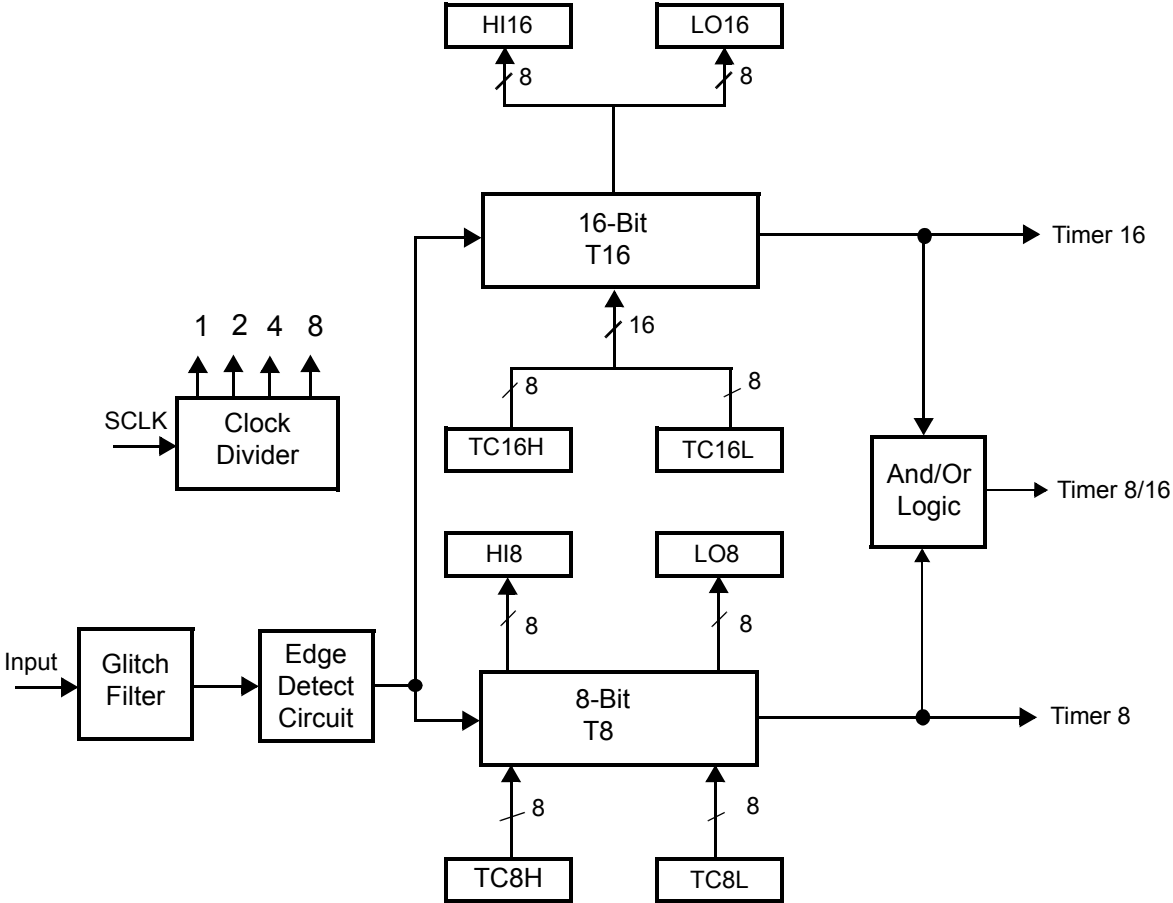 HI16
LO16
8
8
16-Bit
T16
Timer 16
16
1 2 4 8
8
8
SCLK
Clock
Divider
TC16H
TC16L
And/Or
Logic
Timer 8/16
HI8
LO8
8
8
Input
Glitch
Filter
Edge
Detect
Circuit
8-Bit
T8
Timer 8
8
8
TC8H
TC8L